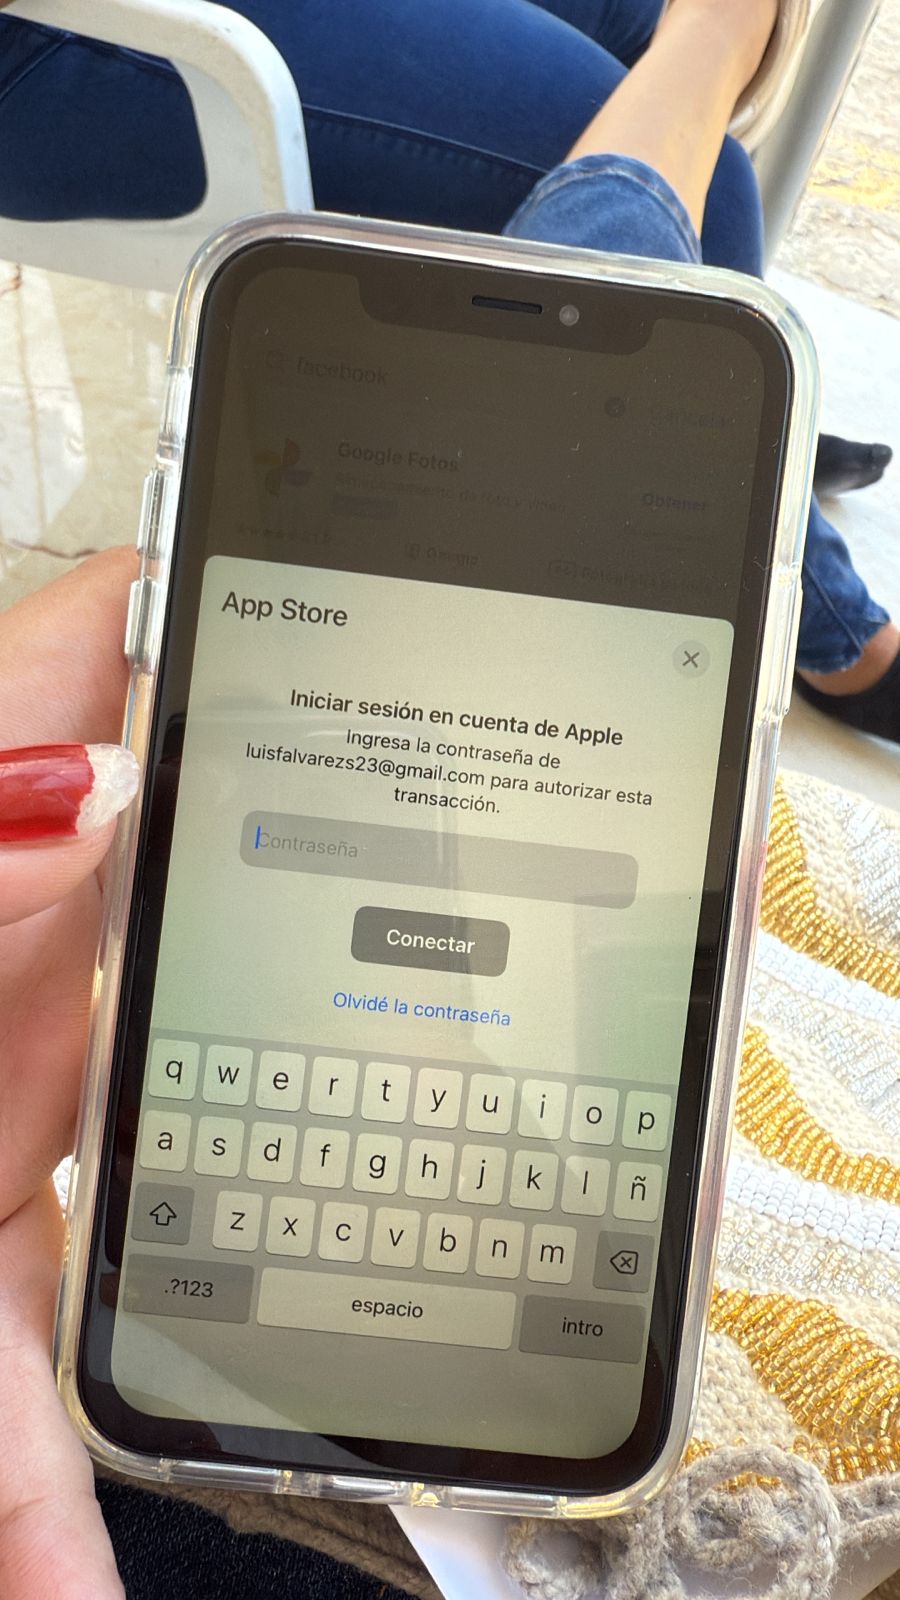 facebook
Cancelar
Google Fotos
Obtener
Google
App Store
Iniciar sesión en cuenta de Apple
Ingresa la contraseña de
luisfalvarezs23@gmail.com para autorizar esta
transacción.
Contraseña
Conectar
Olvidé la contraseña
q w e r t y u i o p
a s d f g h j k l ñ
z x c v b n m
.?123 espacio intro